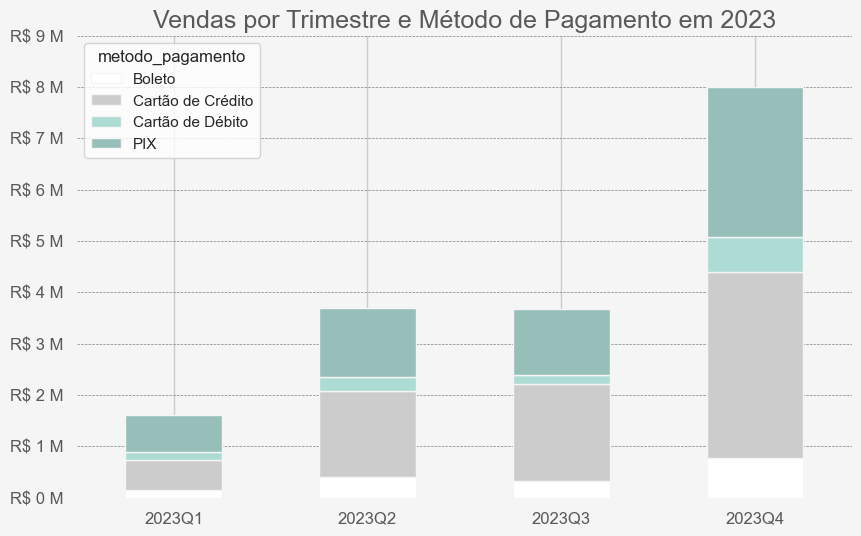 Vendas por Trimestre e Método de Pagamento em 2023
R$ 9 M
R$ 8 M
R$ 7 M
R$ 6 M
R$ 5 M
R$ 4 M
R$ 3 M
R$ 2 M
R$ 1 M
R$ 0 M
metodo_pagamento
Boleto
Cartão de Crédito
Cartão de Débito
PIX
2023Q1
2023Q2
2023Q3
2023Q4